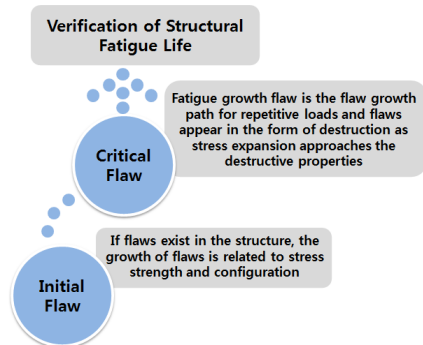 Verification of Structural
Fatigue Life
Fatigue growth flaw is the flaw growth
path for repetitive loads and flaws
appear in the form of destruction as
stress expansion approaches the
destructive properties
Critical
Flaw
If flaws exist in the structure, the
growth of flaws is related to stress
strength and configuration
Initial
Flaw